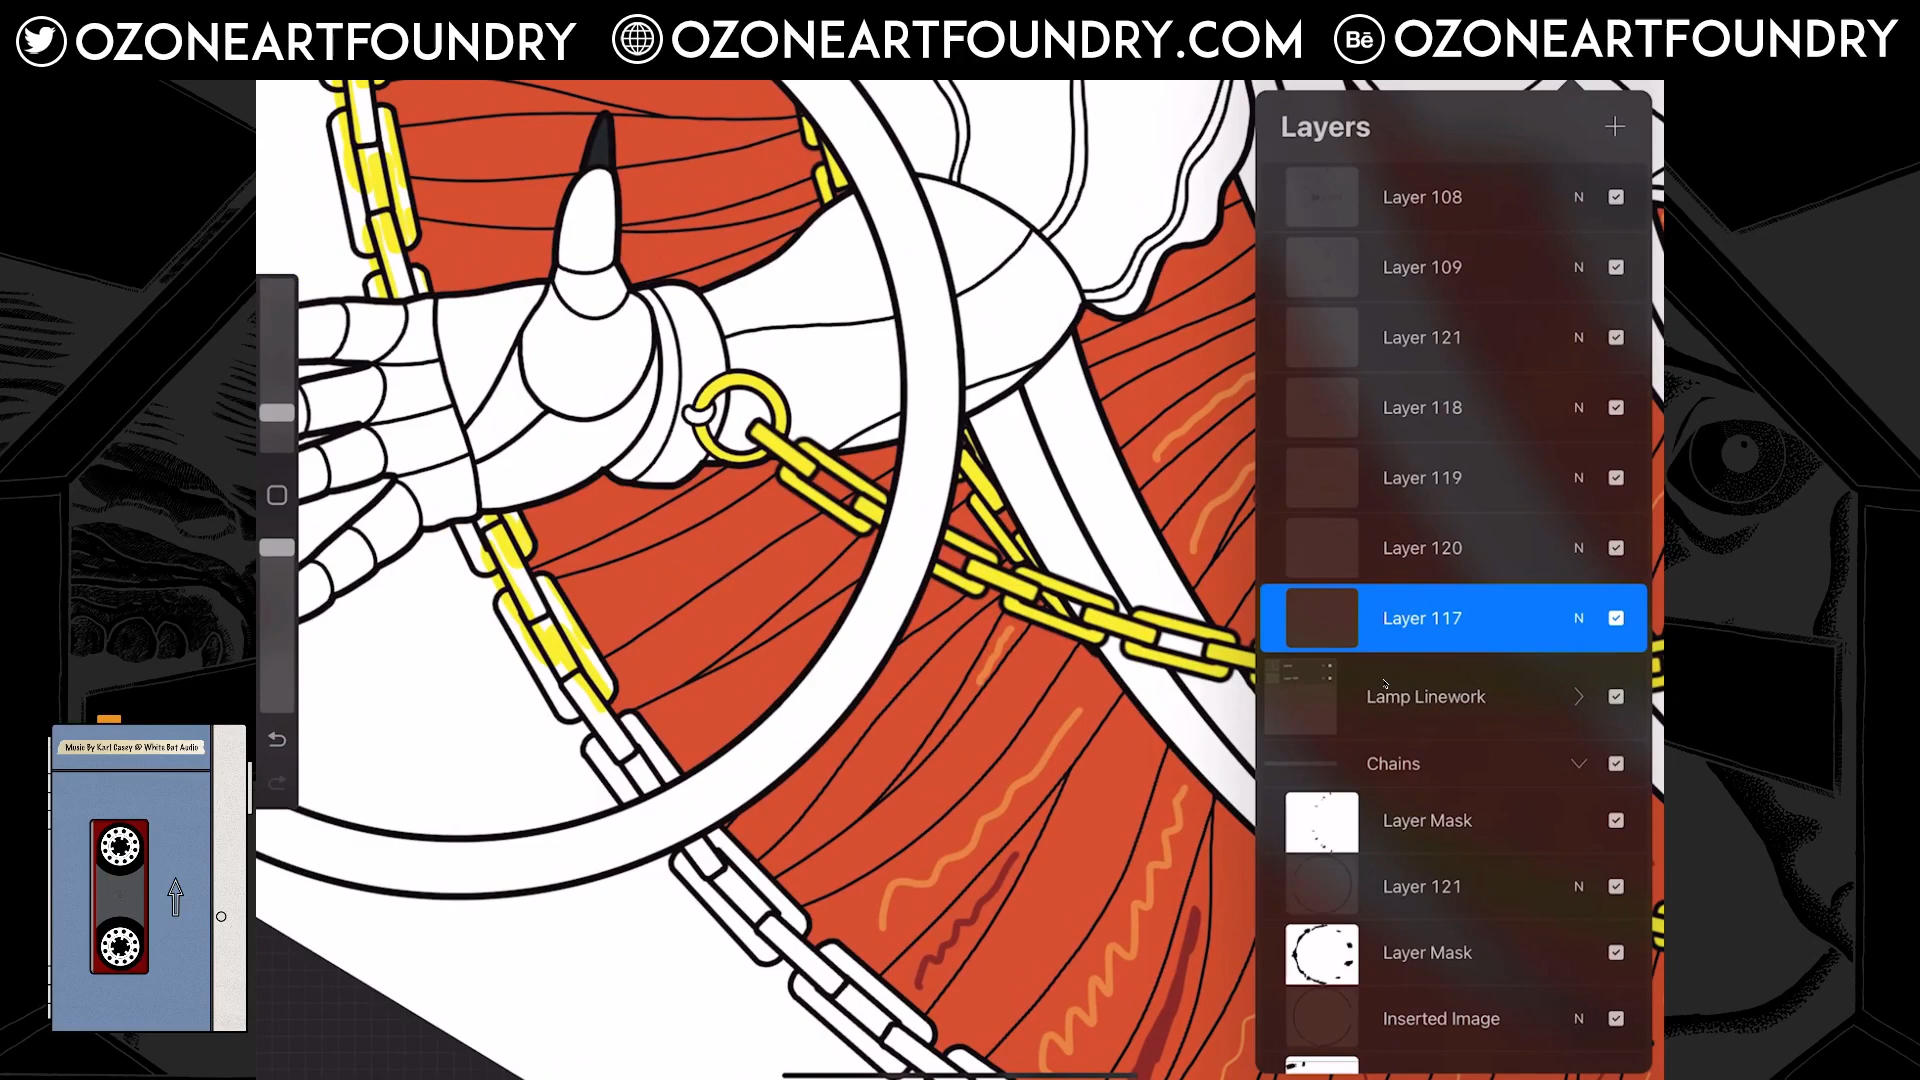 OZONEARTFOUNDRY
OZONEARTFOUNDRY.COM
Bē OZONEARTFOUNDRY
Layers
Layer 108 N
Layer 109 N
Layer 121 N
Layer 118 N
Layer 119 N
Layer 120 N
Layer 117 N
Lamp Linework
Chains
Layer Mask
Layer 121 N
Layer Mask
Inserted Image N
Music By Karl Casey @ White Bat Audio